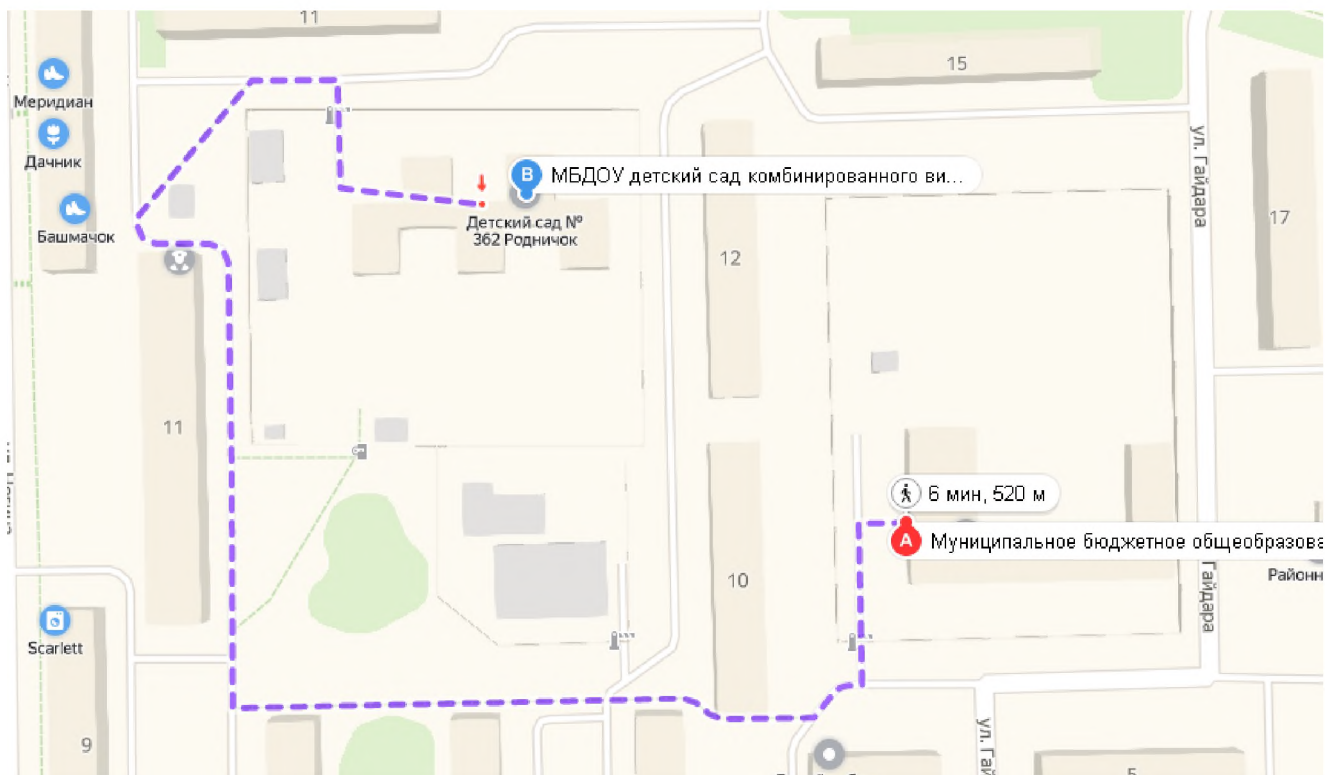 11
15
Меридиан
Дачник
Башмачок
B
МБДОУ детский сад комбинированного ви...
Детский сад №
362 Родничок
ул. Гайдара
17
12
11
6 мин, 520 м
A
Муниципальное бюджетное общеобразова
10
Гайдара
Районн
Scarlett
9
ул. Га
5